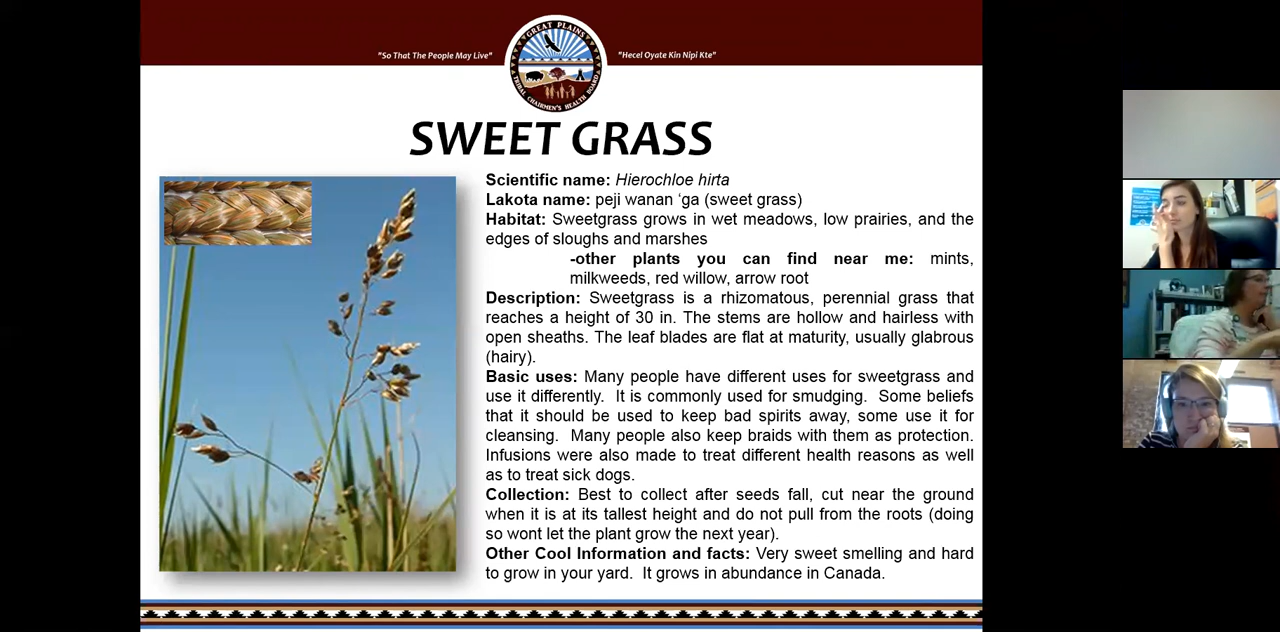 "So That The People May Live"
GREAT PLAINS
TRIBAL CHAIRMEN'S HEALTH BOARD
"Hecel Oyate Kin Nipi Kte"
SWEET GRASS
Scientific name: Hierochloe hirta
Lakota name: peji wanan ‘ga (sweet grass)
Habitat: Sweetgrass grows in wet meadows, low prairies, and the
edges of sloughs and marshes
-other plants you can find near me: mints,
milkweeds, red willow, arrow root
Description: Sweetgrass is a rhizomatous, perennial grass that
reaches a height of 30 in. The stems are hollow and hairless with
open sheaths. The leaf blades are flat at maturity, usually glabrous
(hairy).
Basic uses: Many people have different uses for sweetgrass and
use it differently. It is commonly used for smudging. Some beliefs
that it should be used to keep bad spirits away, some use it for
cleansing. Many people also keep braids with them as protection.
Infusions were also made to treat different health reasons as well
as to treat sick dogs.
Collection: Best to collect after seeds fall, cut near the ground
when it is at its tallest height and do not pull from the roots (doing
so wont let the plant grow the next year).
Other Cool Information and facts: Very sweet smelling and hard
to grow in your yard. It grows in abundance in Canada.